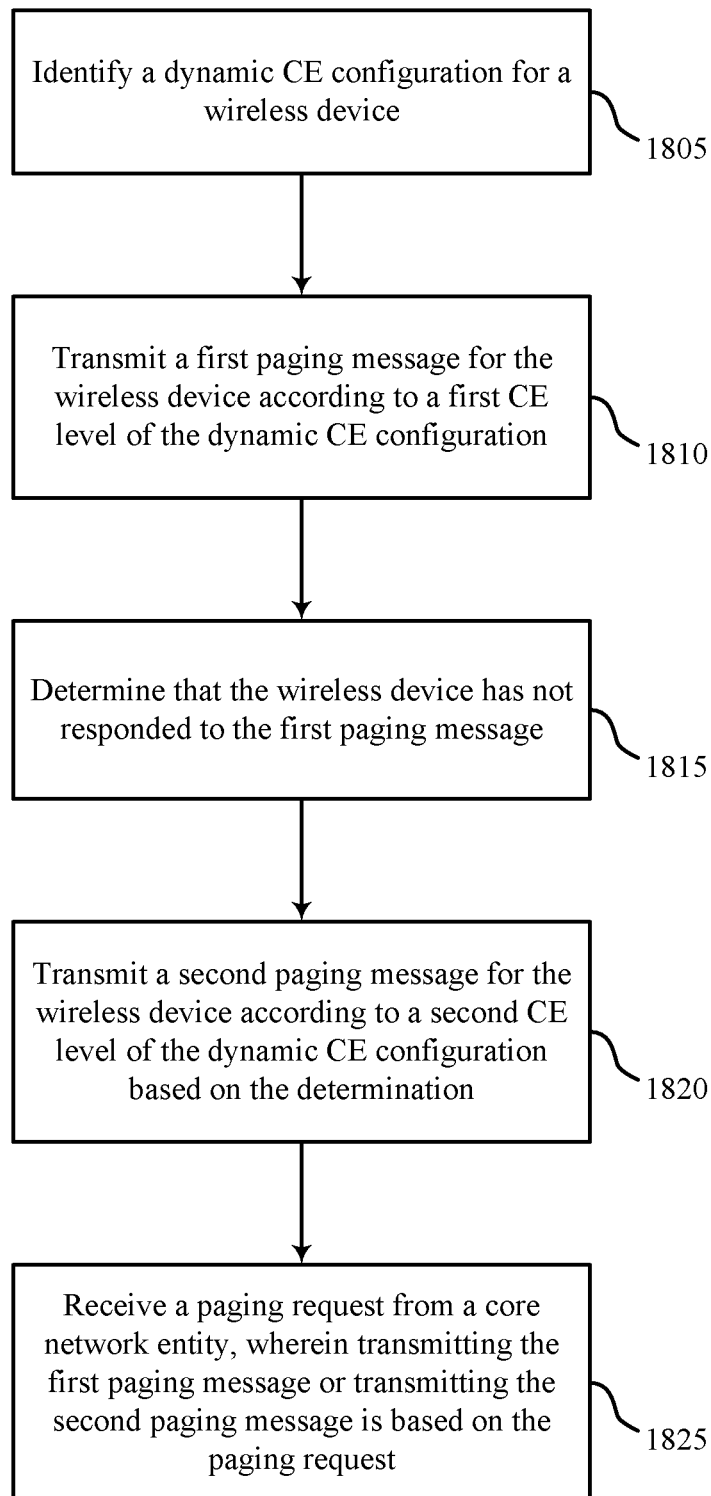 Identify a dynamic CE configuration for a
wireless device
1805
Transmit a first paging message for the
wireless device according to a first CE
level of the dynamic CE configuration
1810
Determine that the wireless device has not
responded to the first paging message
1815
Transmit a second paging message for the
wireless device according to a second CE
level of the dynamic CE configuration
based on the determination
1820
Receive a paging request from a core
network entity, wherein transmitting the
first paging message or transmitting the
second paging message is based on the
paging request
1825